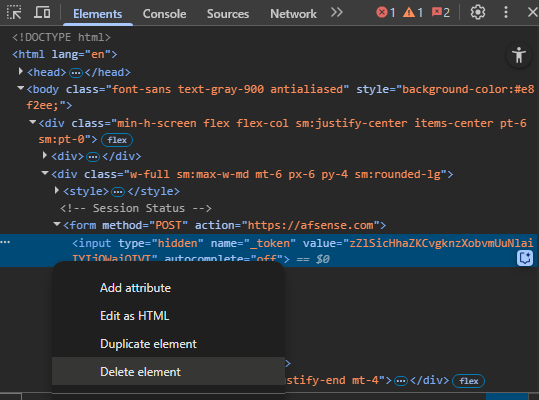 Elements Console Sources Network >> 1 1 2
<!DOCTYPE html>
<html lang="en">
<head> ... </head>
<body class="font-sans text-gray-900 antialiased" style="background-color:#e8
f2ee;">
<div class="min-h-screen flex flex-col sm:justify-center items-center pt-6
sm:pt-0"> flex
<div> ... </div>
<div class="w-full sm:max-w-md mt-6 px-6 py-4 sm:rounded-lg">
<style> ... </style>
<!-- Session Status -->
<form method="POST" action="https://afsense.com">
... <input type="hidden" name="_token" value=
autocomplete="off"> == $0
Add attribute
Edit as HTML
Duplicate element
Delete element
stify-end mt-4"> ... </div> flex